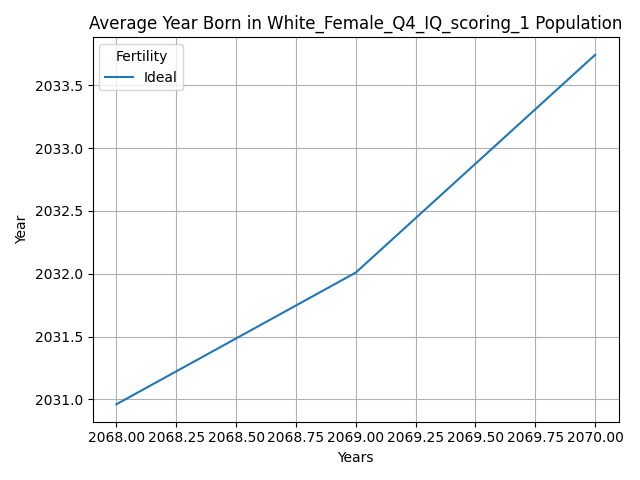 Average Year Born in White_Female_Q4_IQ_scoring_1 Population
Fertility
Ideal
2033.5
2033.0
2032.5
2032.0
2031.5
2031.0
Year
2068.00 2068.25 2068.50 2068.75 2069.00 2069.25 2069.50 2069.75 2070.00
Years